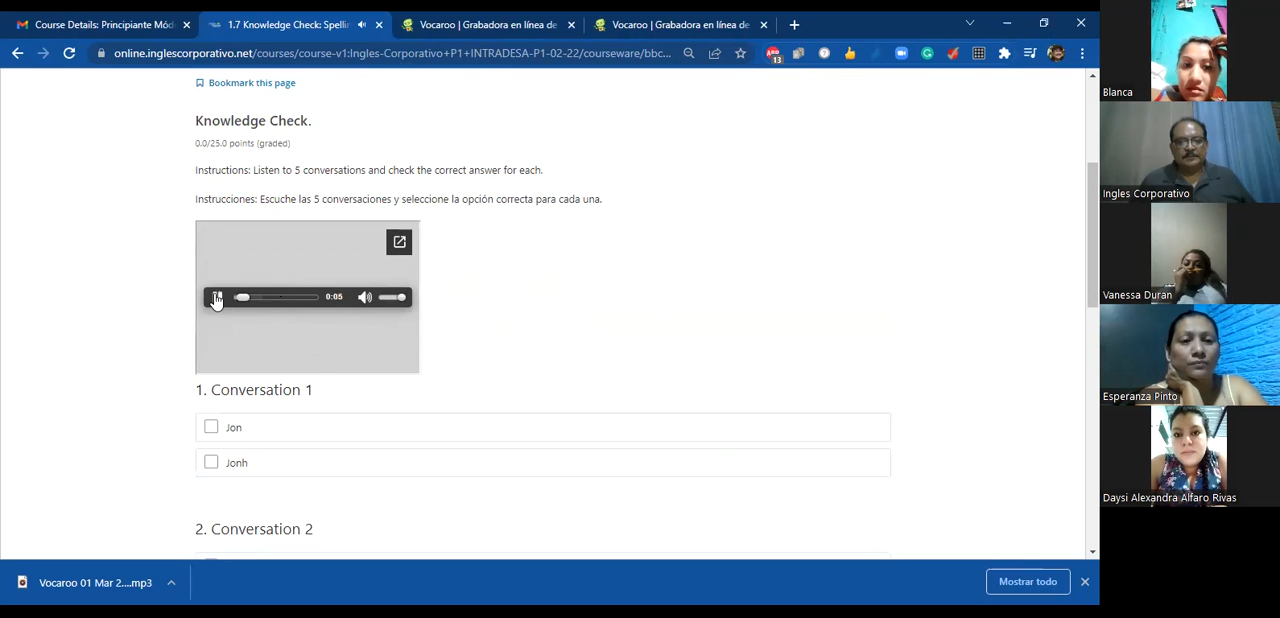 Course Details: Principiante Mód
1.7 Knowledge Check: Spelli
Vocaroo | Grabadora en línea de
Vocaroo | Grabadora en línea de
online.inglescorporativo.net/courses/course-v1:Ingles-Corporativo+P1+INTRADESA-P1-02-22/courseware/bbc...
13
Bookmark this page
Knowledge Check.
0.0/25.0 points (graded)
Instructions: Listen to 5 conversations and check the correct answer for each.
Instrucciones: Escuche las 5 conversaciones y seleccione la opción correcta para cada una.
0:05
1. Conversation 1
Jon
Jonh
2. Conversation 2
Vocaroo 01 Mar 2....mp3
Mostrar todo
Blanca
Ingles Corporativo
Vanessa Duran
Esperanza Pinto
Daysi Alexandra Alfaro Rivas